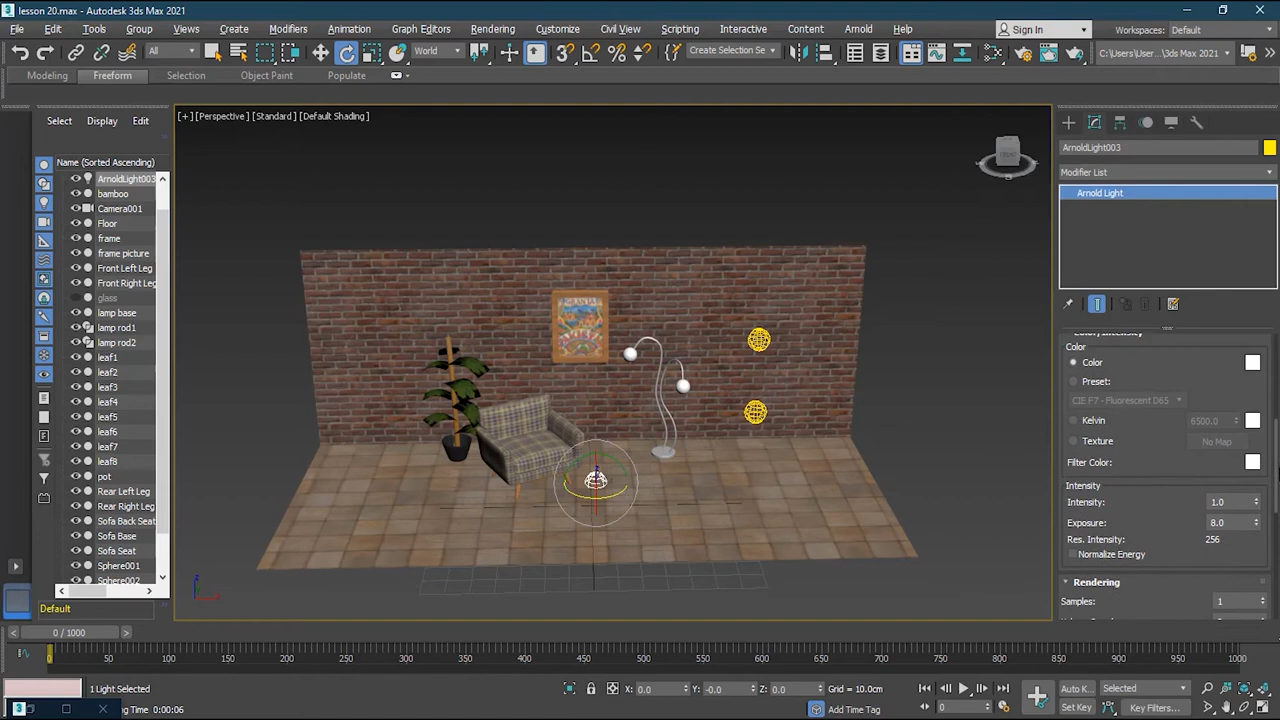 lesson 20.max - Autodesk 3ds Max 2021
File Edit Tools Group Views Create Modifiers Animation Graph Editors Rendering Customize Civil View Scripting Interactive Content Arnold Help Sign In Workspaces: Default
All World Create Selection Se C:\Users\User ...\3ds Max 2021
Modeling Freeform Selection Object Paint Populate
[+] [Perspective] [Standard] [Default Shading]
Select Display Edit
Name (Sorted Ascending)
ArnoldLight003
bamboo
Camera001
Floor
frame
frame picture
Front Left Leg
Front Right Leg
glass
lamp base
lamp rod1
lamp rod2
leaf1
leaf2
leaf3
leaf4
leaf5
leaf6
leaf7
leaf8
pot
Rear Left Leg
Rear Right Leg
Sofa Back Seat
Sofa Base
Sofa Seat
Sphere001
Sphere002
Default
ArnoldLight003
Modifier List
Arnold Light
Color/Intensity
Color
Color
Preset:
CIE F7 - Fluorescent D65
Kelvin 6500.0
Texture No Map
Filter Color:
Intensity
Intensity: 1.0
Exposure: 8.0
Res. Intensity: 256
Normalize Energy
Rendering
Samples: 1
0 / 1000
0 50 100 150 200 250 300 350 400 450 500 550 600 650 700 750 800 850 900 950 1000
1 Light Selected X: 0.0 Y: -0.0 Z: 0.0 Grid = 10.0cm Auto K... Selected
ng Time 0:00:06 Add Time Tag 0 Set Key Key Filters...